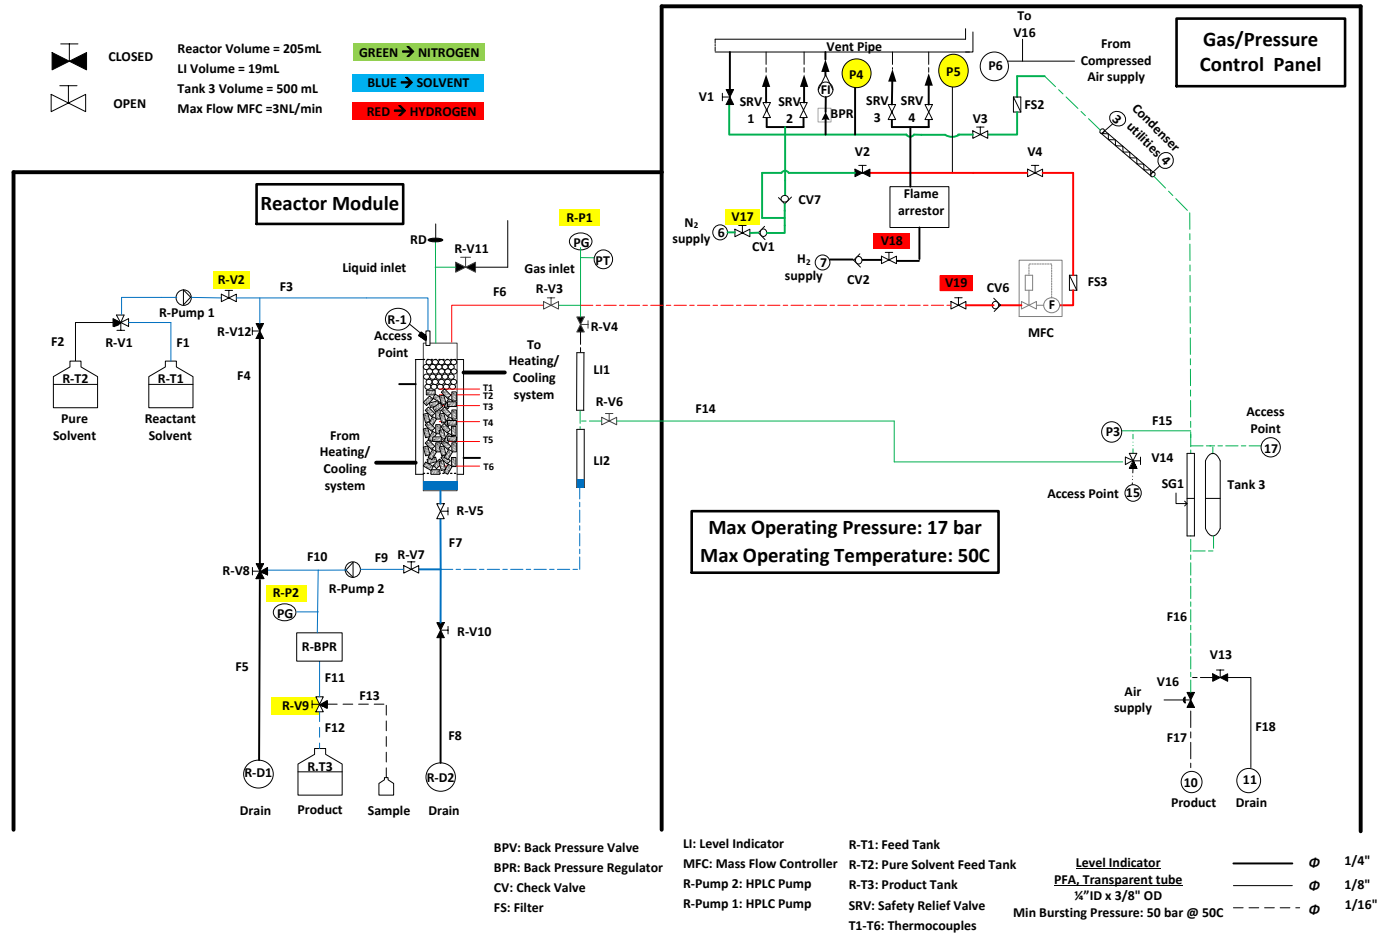 CLOSED
OPEN
Reactor Volume = 205mL
LI Volume = 19mL
Tank 3 Volume = 500 mL
Max Flow MFC =3NL/min
GREEN → NITROGEN
BLUE → SOLVENT
RED → HYDROGEN
Reactor Module
RD
R-V11
Liquid inlet
R-P1
PG
PT
Gas inlet
R-V3
F6
R-V2
F3
R-Pump 1
R-V12
R-V1
F2
F1
R-T2
R-T1
Pure
Solvent
Reactant
Solvent
F4
R-1
Access
Point
R-V4
To
Heating/
Cooling
system
LI1
T1
T2
T3
T4
T5
T6
R-V6
From
Heating/
Cooling
system
LI2
R-V5
F7
R-V7
F9
F10
R-Pump 2
R-V8
R-P2
PG
R-V10
R-BPR
F5
F11
F13
R-V9
F12
F8
R-D1
R.T3
R-D2
Drain
Product
Sample
Drain
Gas/Pressure
Control Panel
To
V16
Vent Pipe
P4
P5
P6
From
Compressed
Air supply
V1
SRV
1
SRV
2
FI
BPR
SRV
3
SRV
4
V3
FS2
3
Condenser
utilities
4
V2
V4
CV7
Flame
arrestor
N2
supply
6
V17
CV1
V18
H2
supply
7
CV2
V19
CV6
F
MFC
FS3
F14
P3
F15
Access
Point
17
V14
Access Point
15
SG1
Tank 3
Max Operating Pressure: 17 bar
Max Operating Temperature: 50C
F16
V13
V16
Air
supply
F17
F18
10
11
Product
Drain
BPV: Back Pressure Valve
BPR: Back Pressure Regulator
CV: Check Valve
FS: Filter
LI: Level Indicator
MFC: Mass Flow Controller
R-Pump 2: HPLC Pump
R-Pump 1: HPLC Pump
R-T1: Feed Tank
R-T2: Pure Solvent Feed Tank
R-T3: Product Tank
SRV: Safety Relief Valve
T1-T6: Thermocouples
Level Indicator
PFA, Transparent tube
¼”ID x 3/8" OD
Min Bursting Pressure: 50 bar @ 50C
Φ 1/4"
Φ 1/8"
Φ 1/16"